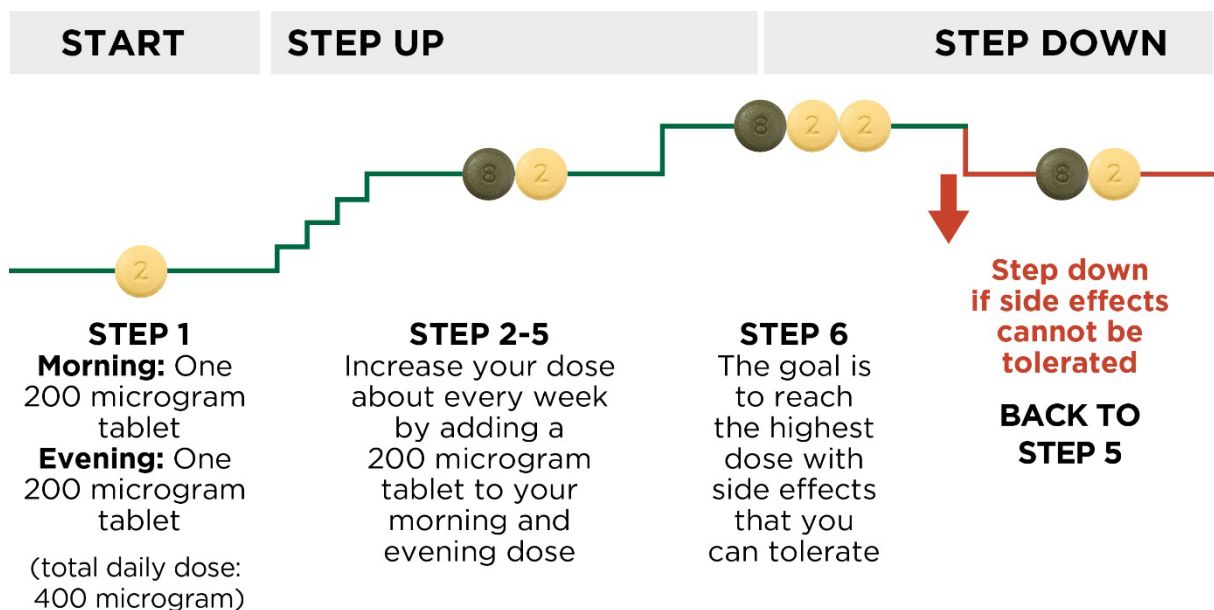 START
STEP UP
STEP DOWN
8 2 2
8 2
8 2
2
STEP 1
Morning: One
200 microgram
tablet
Evening: One
200 microgram
tablet
(total daily dose:
400 microgram)
STEP 2-5
Increase your dose
about every week
by adding a
200 microgram
tablet to your
morning and
evening dose
STEP 6
The goal is
to reach
the highest
dose with
side effects
that you
can tolerate
Step down
if side effects
cannot be
tolerated
BACK TO
STEP 5